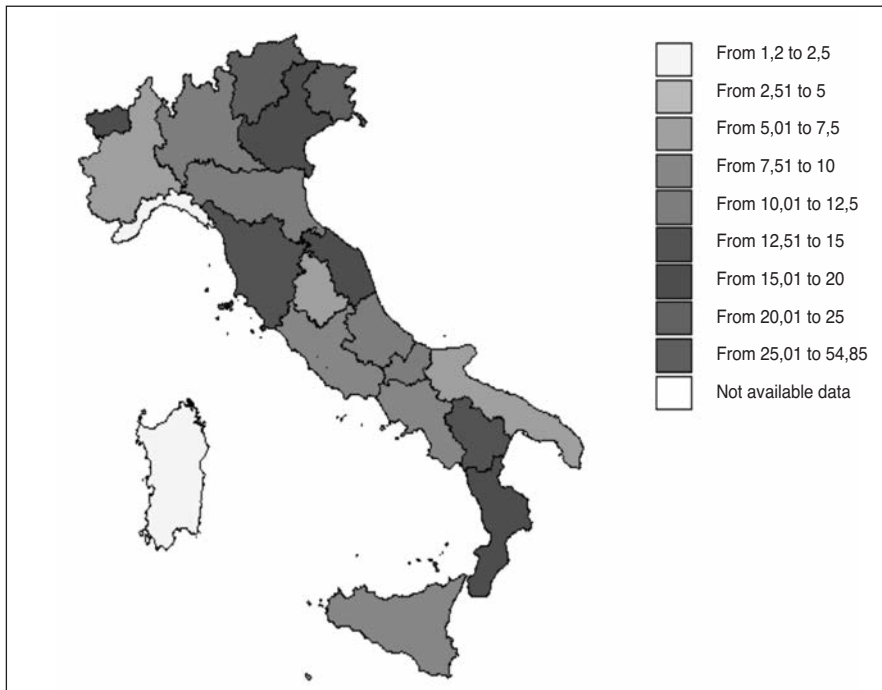 From 1,2 to 2,5
From 2,51 to 5
From 5,01 to 7,5
From 7,51 to 10
From 10,01 to 12,5
From 12,51 to 15
From 15,01 to 20
From 20,01 to 25
From 25,01 to 54,85
Not available data